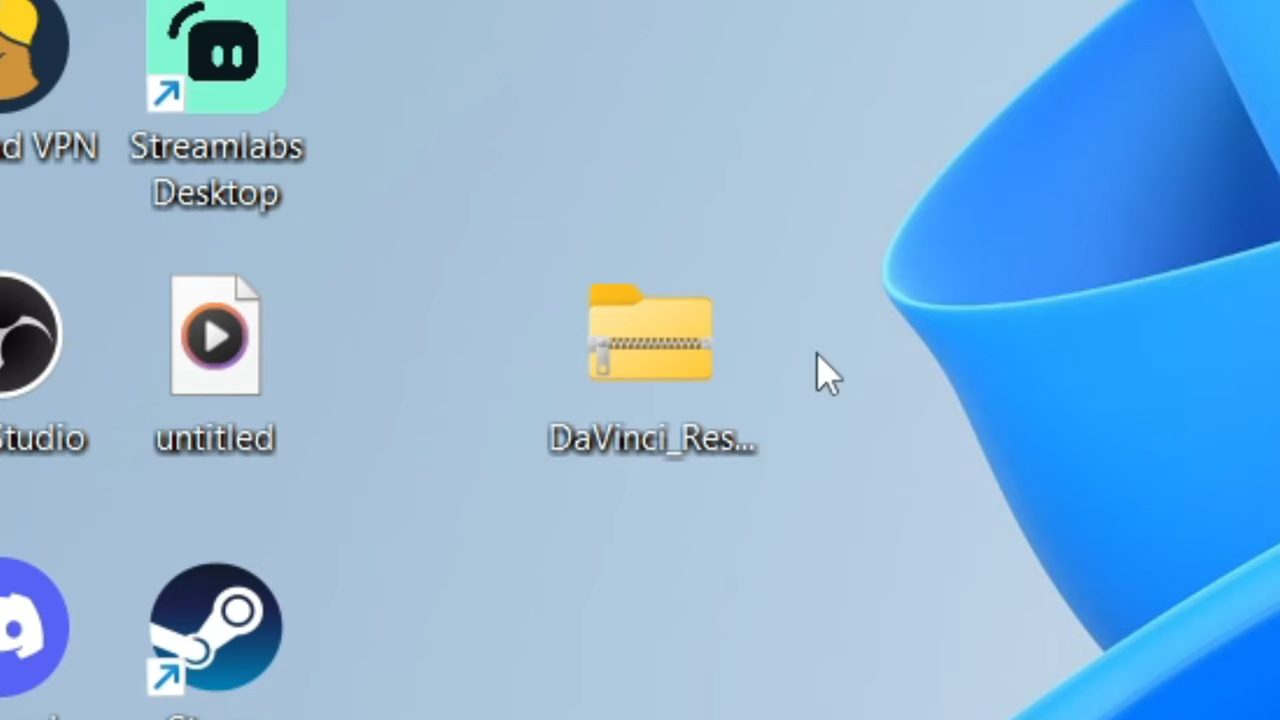 d VPN
Streamlabs
Desktop
Studio
untitled
DaVinci_Res...